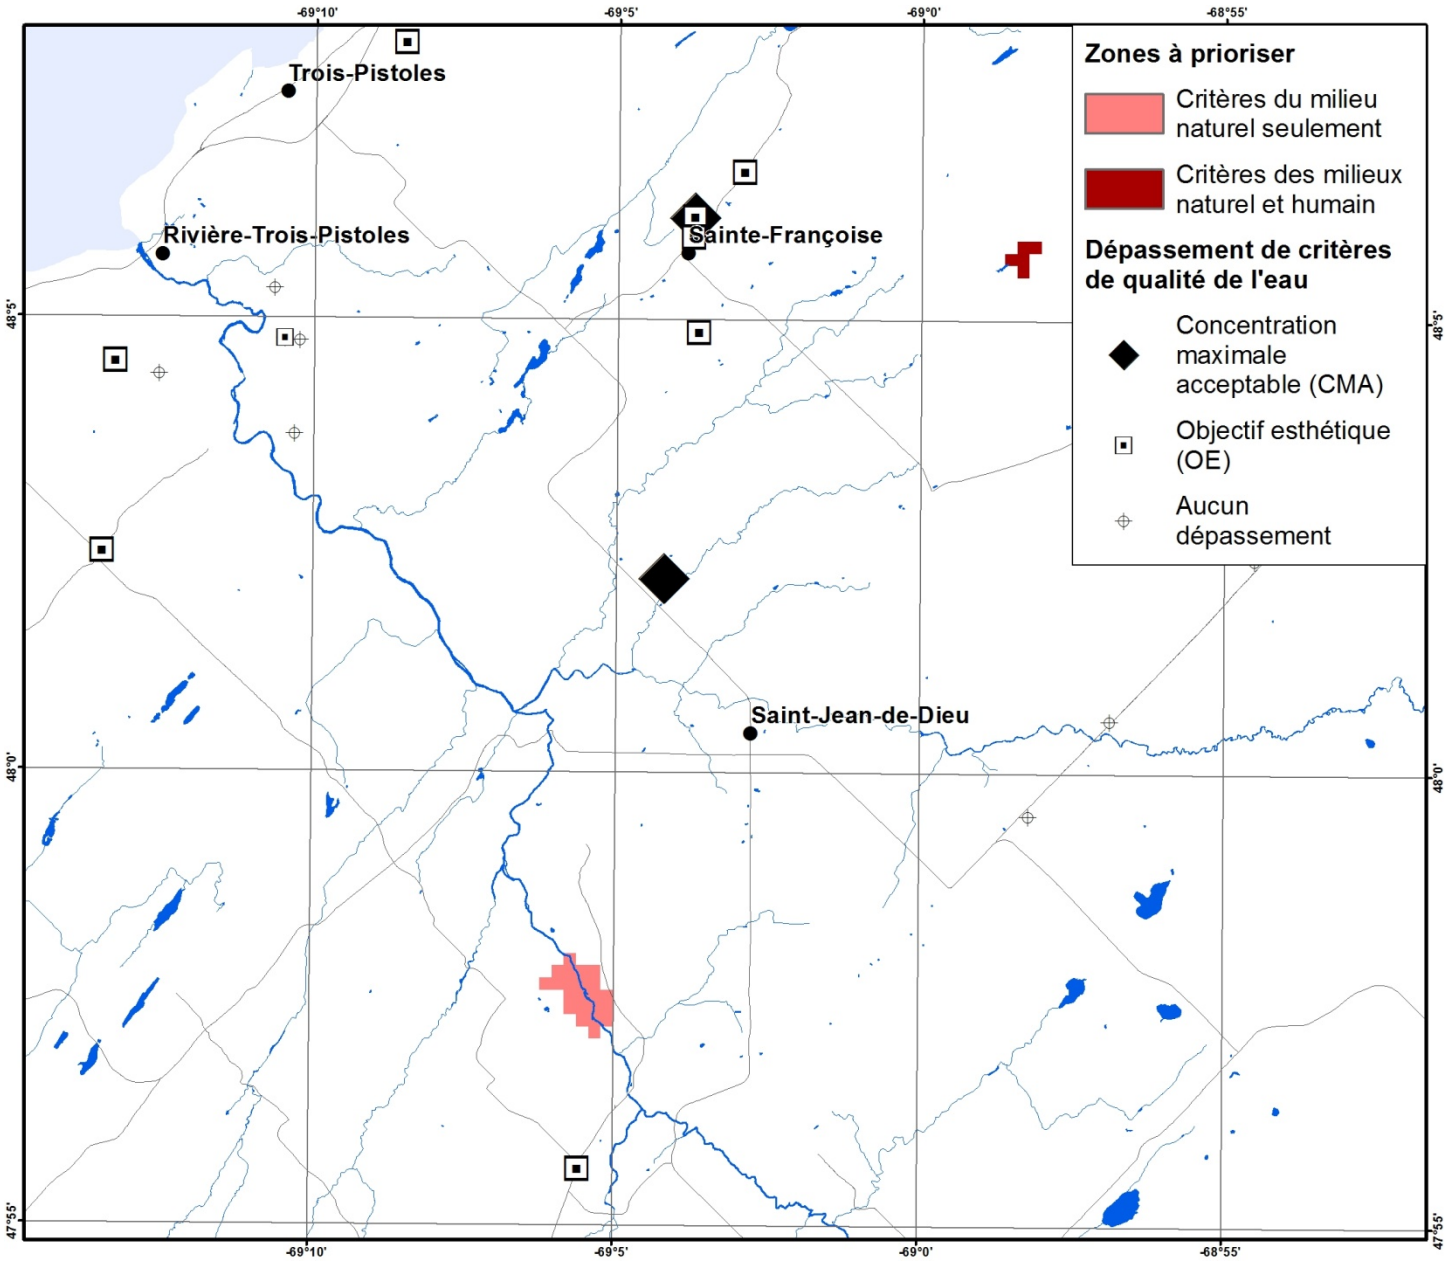 -69°10'
-69°5'
-69°0'
-68°55'
Trois-Pistoles
Rivière-Trois-Pistoles
Sainte-Françoise
Saint-Jean-de-Dieu
Zones à prioriser
Critères du milieu
naturel seulement
Critères des milieux
naturel et humain
Dépassement de critères
de qualité de l'eau
Concentration
maximale
acceptable (CMA)
Objectif esthétique
(OE)
Aucun
dépassement
48°5'
48°5'
48°0'
48°0'
47°55'
47°55'
-69°10'
-69°5'
-69°0'
-68°55'